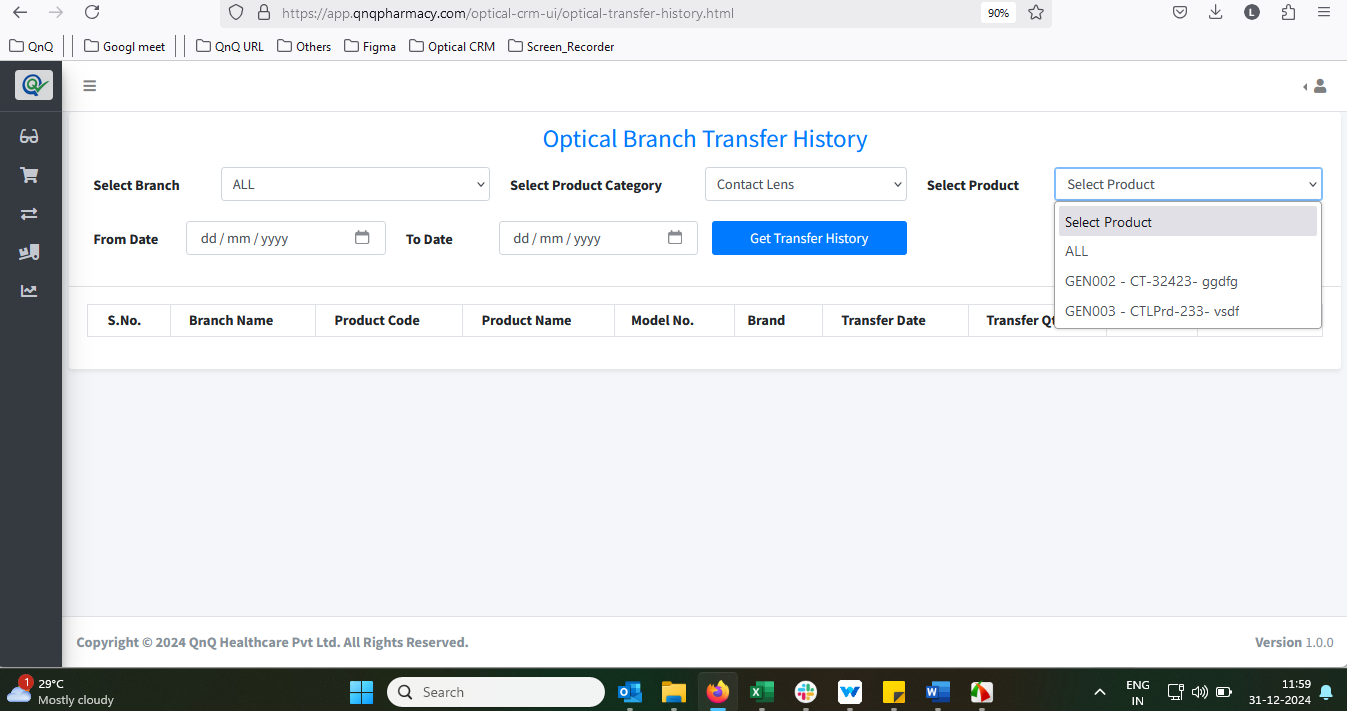 https://app.qnqpharmacy.com/optical-crm-ui/optical-transfer-history.html 90% L
QnQ Googl meet QnQ URL Others Figma Optical CRM Screen_Recorder
Optical Branch Transfer History
Select Branch ALL Select Product Category Contact Lens Select Product Select Product
Select Product
ALL
GEN002 - CT-32423- ggdfg
GEN003 - CTLPrd-233- vsdf
From Date dd / mm / yyyy To Date dd / mm / yyyy Get Transfer History
S.No. Branch Name Product Code Product Name Model No. Brand Transfer Date Transfer
Copyright © 2024 QnQ Healthcare Pvt Ltd. All Rights Reserved. Version 1.0.0
1 29°C
Mostly cloudy
Search
ENG
IN
11:59
31-12-2024